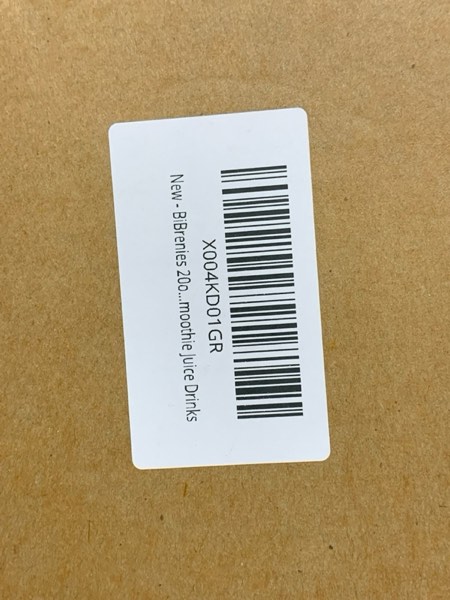 X004KD01GR
New - BiBrenies 20o...moothie Juice Drinks